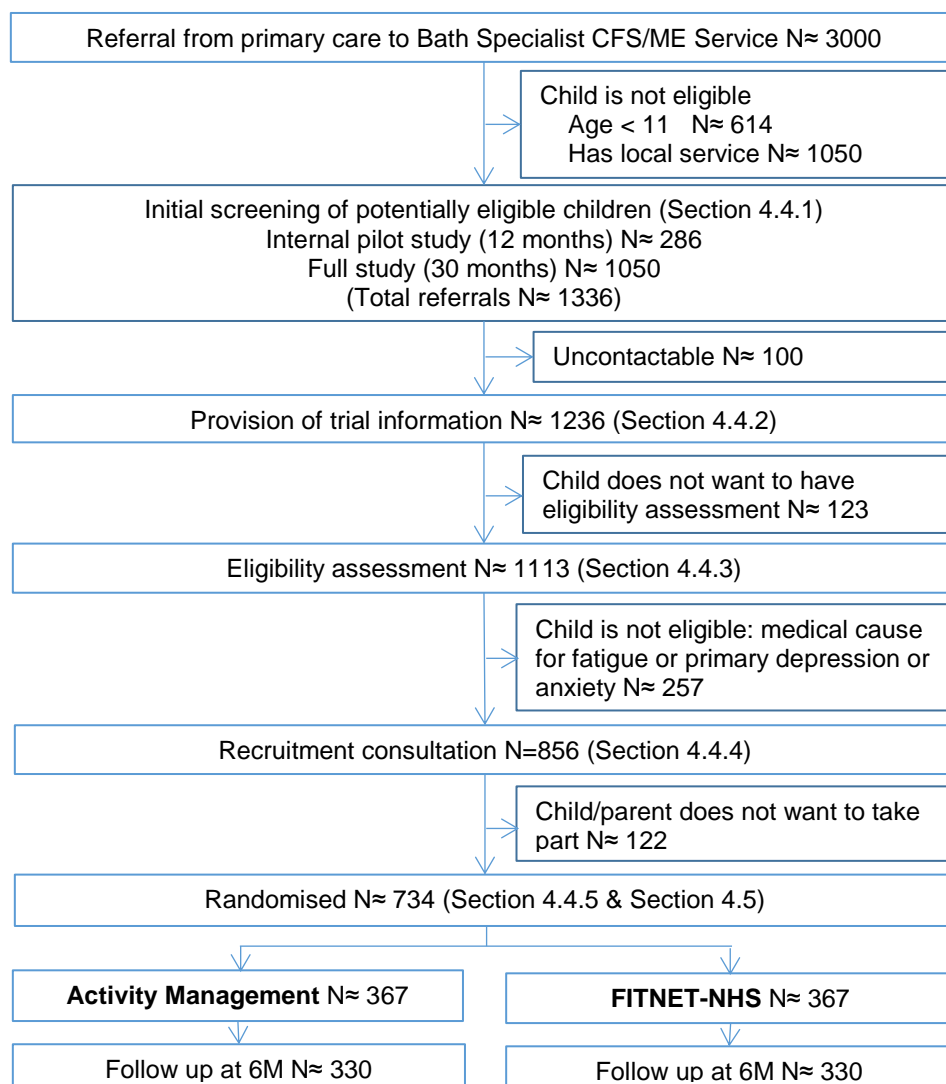 Referral from primary care to Bath Specialist CFS/ME Service N≈ 3000
Child is not eligible
Age < 11 N≈ 614
Has local service N≈ 1050
Initial screening of potentially eligible children (Section 4.4.1)
Internal pilot study (12 months) N≈ 286
Full study (30 months) N≈ 1050
(Total referrals N≈ 1336)
Uncontactable N≈ 100
Provision of trial information N≈ 1236 (Section 4.4.2)
Child does not want to have
eligibility assessment N≈ 123
Eligibility assessment N≈ 1113 (Section 4.4.3)
Child is not eligible: medical cause
for fatigue or primary depression or
anxiety N≈ 257
Recruitment consultation N=856 (Section 4.4.4)
Child/parent does not want to take
part N≈ 122
Randomised N≈ 734 (Section 4.4.5 & Section 4.5)
Activity Management N≈ 367
FITNET-NHS N≈ 367
Follow up at 6M N≈ 330
Follow up at 6M N≈ 330